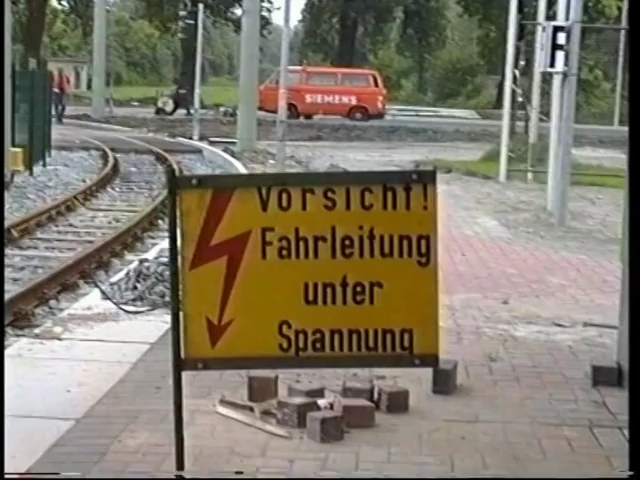 SIEMENS
Vorsicht!
Fahrleitung
unter
Spannung